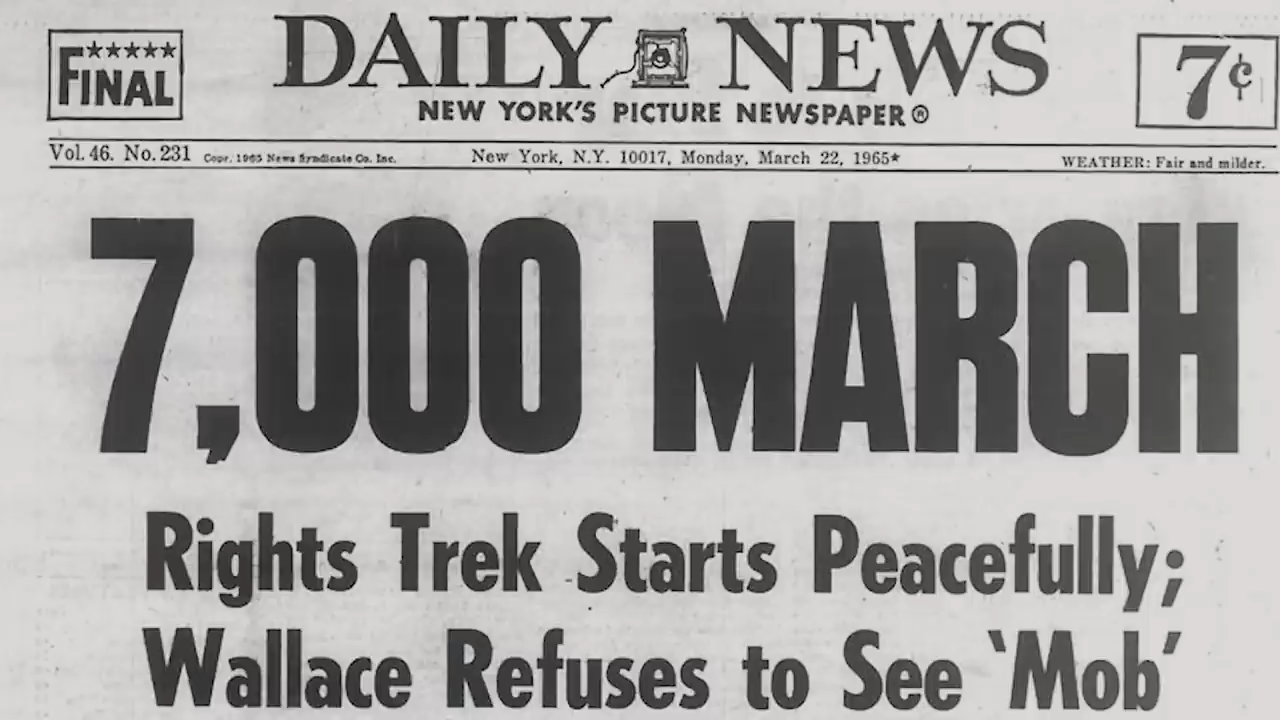 ★★★★★
FINAL
DAILY NEWS
NEW YORK'S PICTURE NEWSPAPER®
7¢
Vol. 46. No. 231 Copr. 1965 News Syndicate Co. Inc. New York, N.Y. 10017, Monday, March 22, 1965★ WEATHER: Fair and milder.
7,000 MARCH
Rights Trek Starts Peacefully;
Wallace Refuses to See 'Mob'